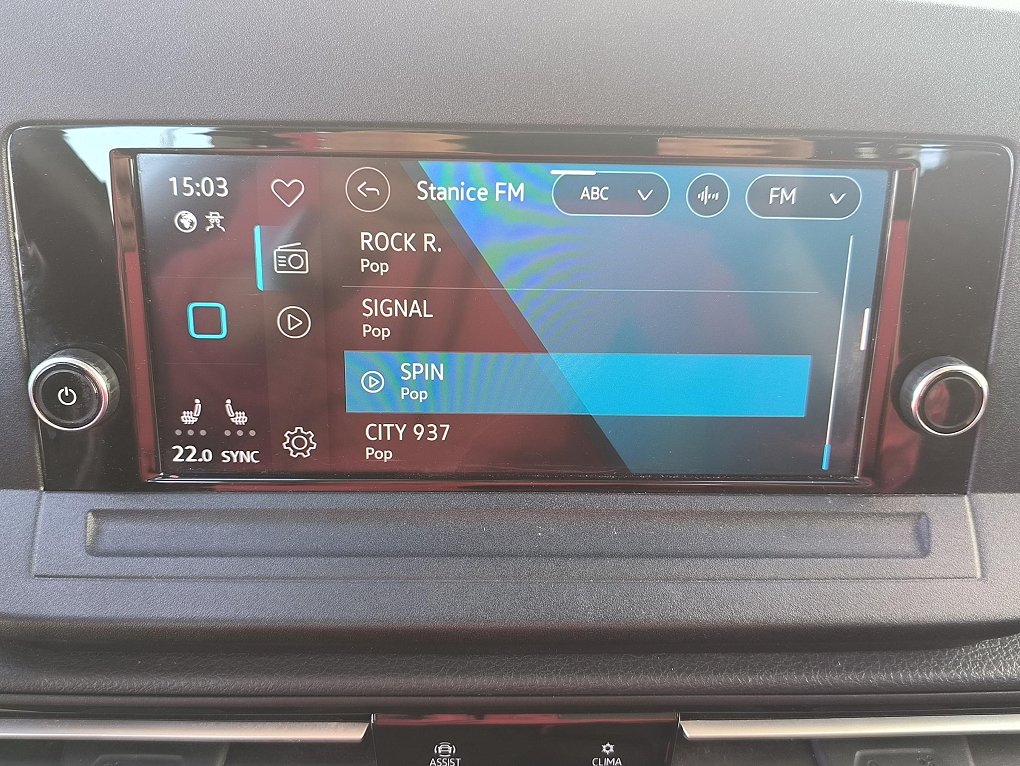 15:03
Stanice FM
ABC
FM
ROCK R.
Pop
SIGNAL
Pop
SPIN
Pop
CITY 937
Pop
22.0 SYNC
ASSIST
CLIMA